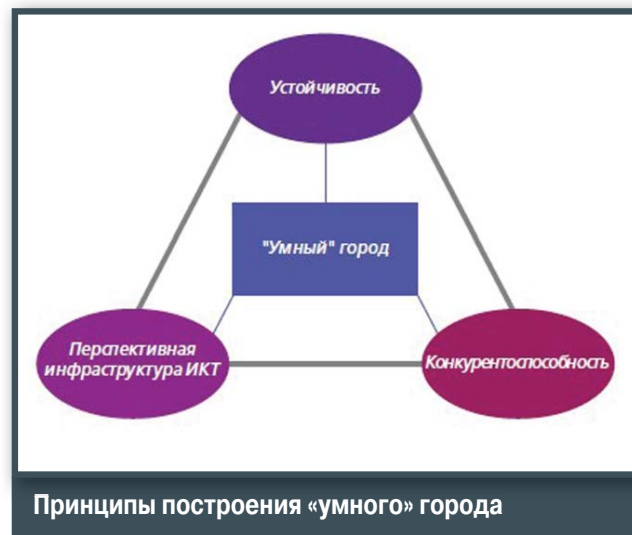 Устойчивость
"Умный" город
Перспективная
инфраструктура ИКТ
Конкурентоспособность
Принципы построения «умного» города